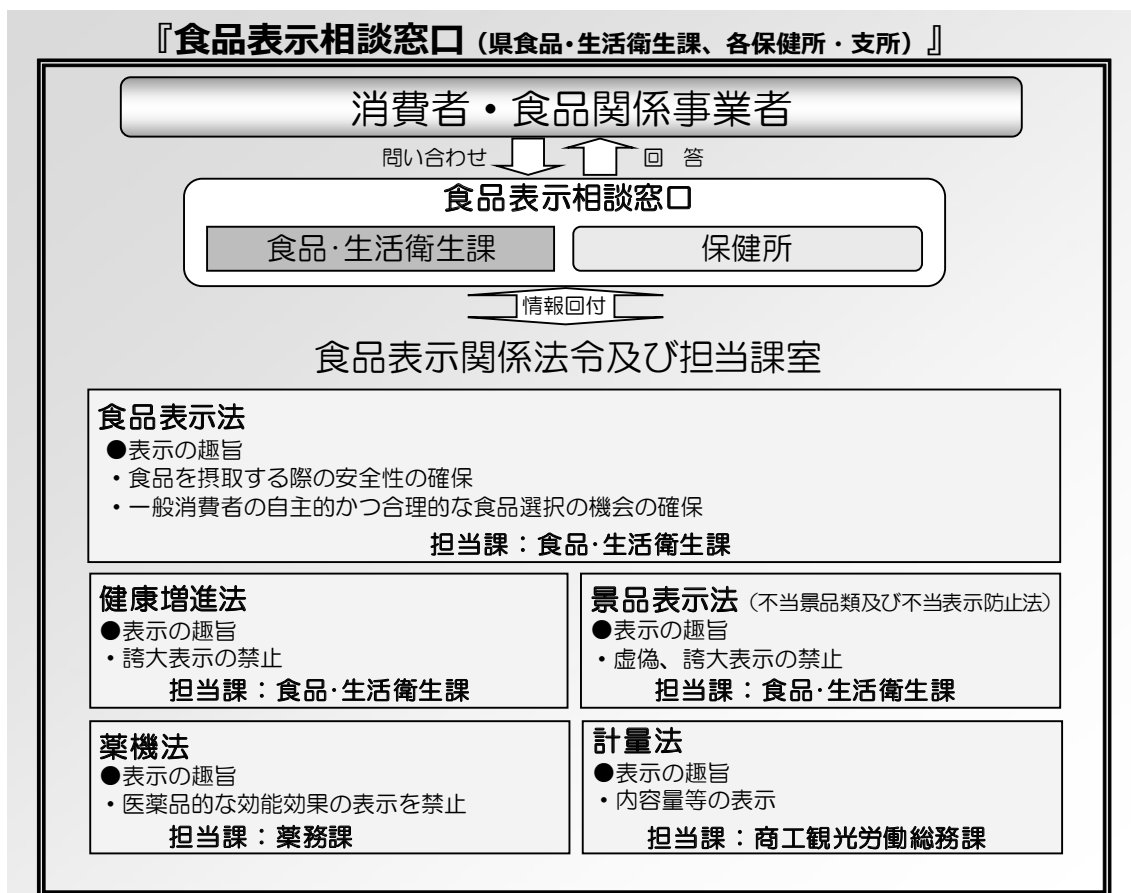 『食品表示相談窓口（県食品・生活衛生課、各保健所・支所）』
消費者・食品関係事業者
問い合わせ 回 答
食品表示相談窓口
食品・生活衛生課 保健所
情報回付
食品表示関係法令及び担当課室
食品表示法
●表示の趣旨
・食品を摂取する際の安全性の確保
・一般消費者の自主的かつ合理的な食品選択の機会の確保
担当課：食品・生活衛生課
健康増進法
●表示の趣旨
・誇大表示の禁止
担当課：食品・生活衛生課
景品表示法（不当景品類及び不当表示防止法）
●表示の趣旨
・虚偽、誇大表示の禁止
担当課：食品・生活衛生課
薬機法
●表示の趣旨
・医薬品的な効能効果の表示を禁止
担当課：薬務課
計量法
●表示の趣旨
・内容量等の表示
担当課：商工観光労働総務課